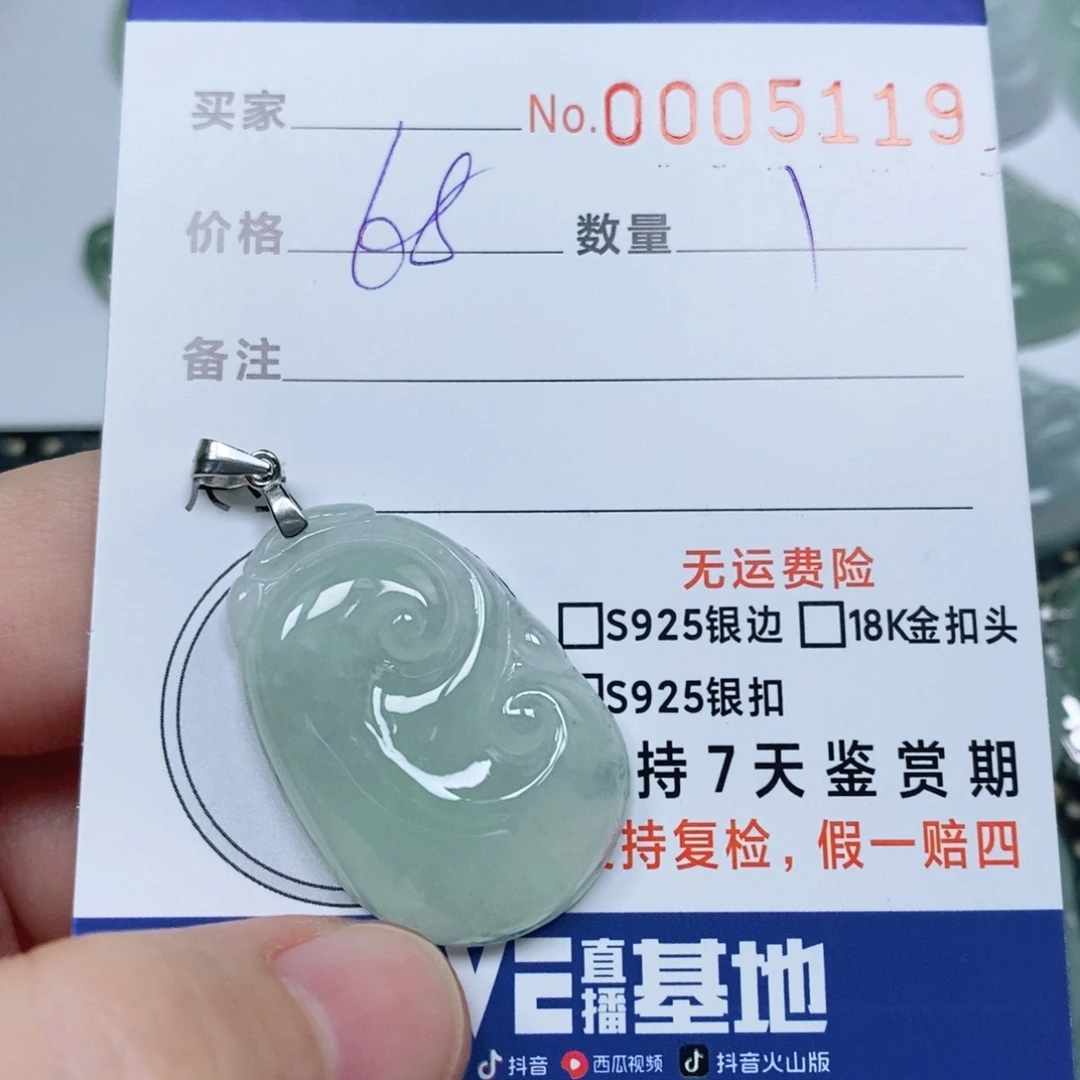 买家 No.0005119
价格 68 数量 1
备注
无运费险
S925银边 18K金扣头
S925银扣
持7天鉴赏期
持复检，假一赔四
直播基地
抖音 西瓜视频 抖音火山版